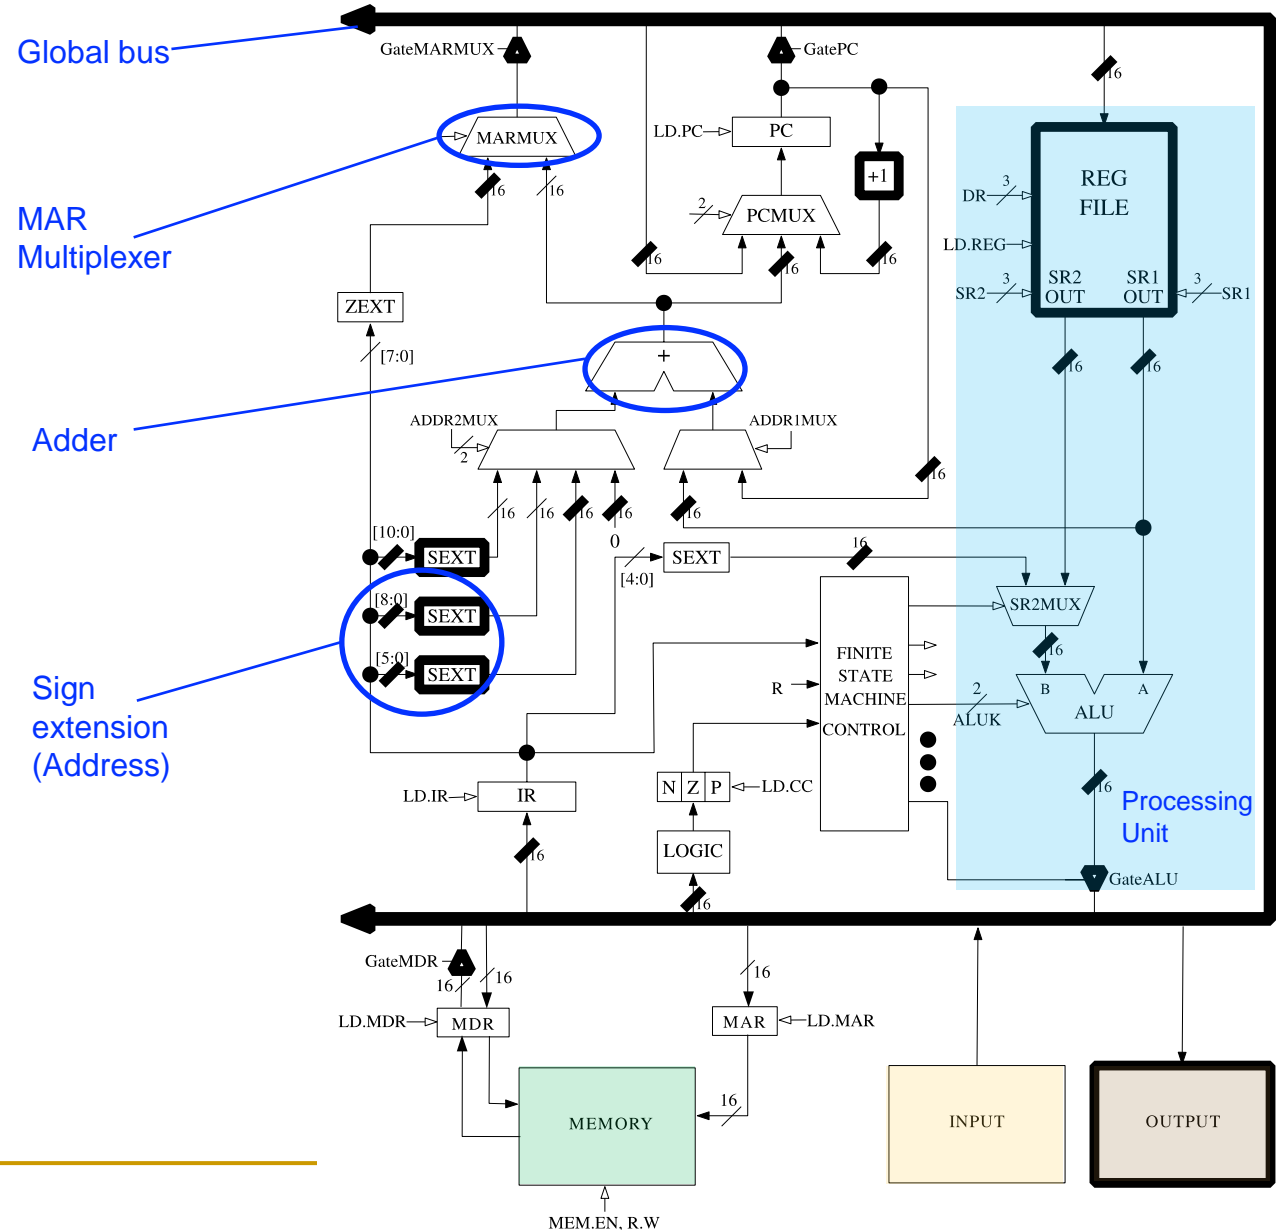 Global bus
GateMARMUX
GatePC
16
MARMUX
LD.PC
PC
+1
REG
FILE
3
DR
LD.REG
16
16
2
PCMUX
MAR
Multiplexer
16
16
16
SR2
OUT
SR1
OUT
3
SR2
3
SR1
ZEXT
[7:0]
+
16
16
Adder
ADDR2MUX
2
ADDR1MUX
16
16
16
16
16
16
[10:0]
SEXT
0
[4:0]
SEXT
16
[8:0]
SEXT
SR2MUX
[5:0]
SEXT
16
FINITE
STATE
MACHINE
CONTROL
R
B
A
ALU
2
ALUK
Sign
extension
(Address)
LD.IR
IR
N Z P
LD.CC
16
Processing
Unit
16
LOGIC
16
GateALU
GateMDR
16
16
16
LD.MDR
MDR
MAR
LD.MAR
16
MEMORY
INPUT
OUTPUT
MEM.EN, R.W